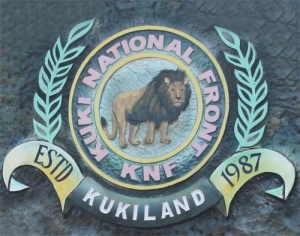 KUKI NATIONAL FRONT
KNF
ESTD 1987
KUKILAND